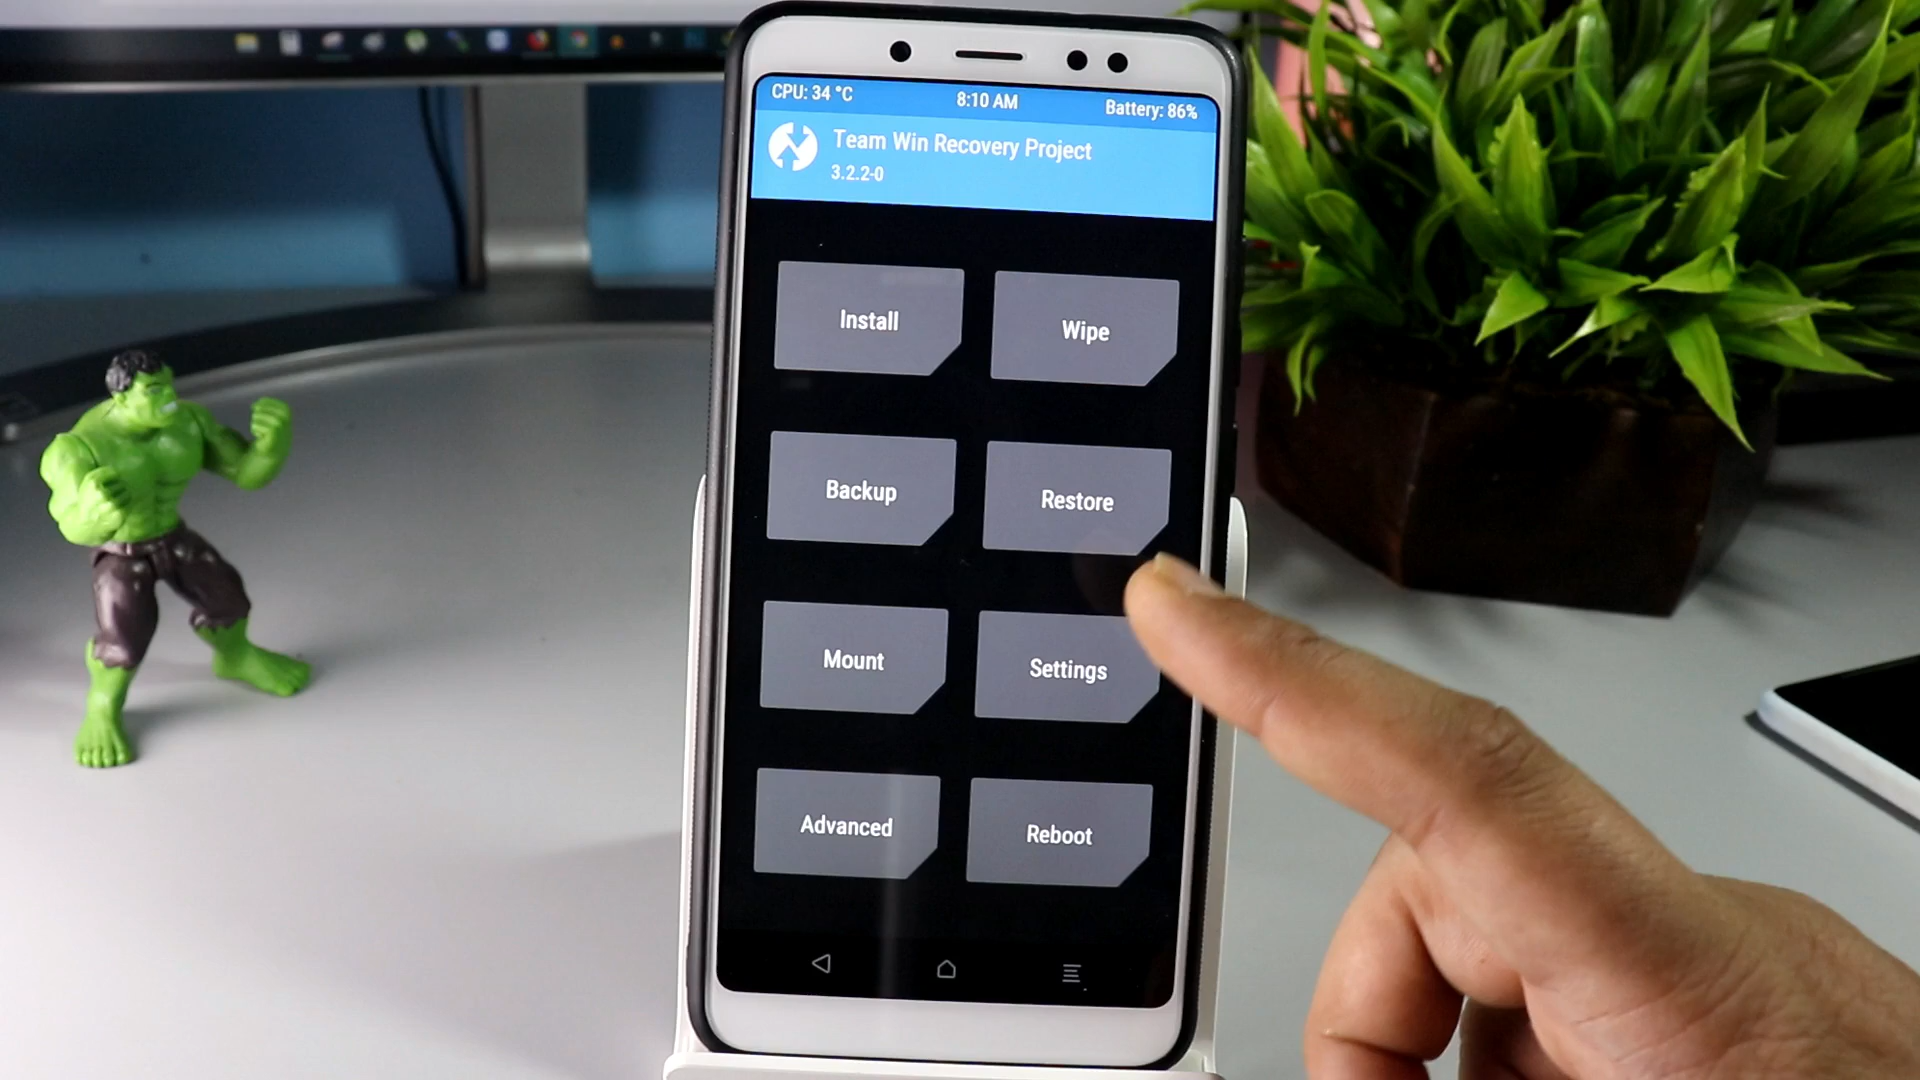 CPU: 34 °C 8:10 AM Battery: 86%
Team Win Recovery Project
3.2.2-0
Install Wipe
Backup Restore
Mount Settings
Advanced Reboot